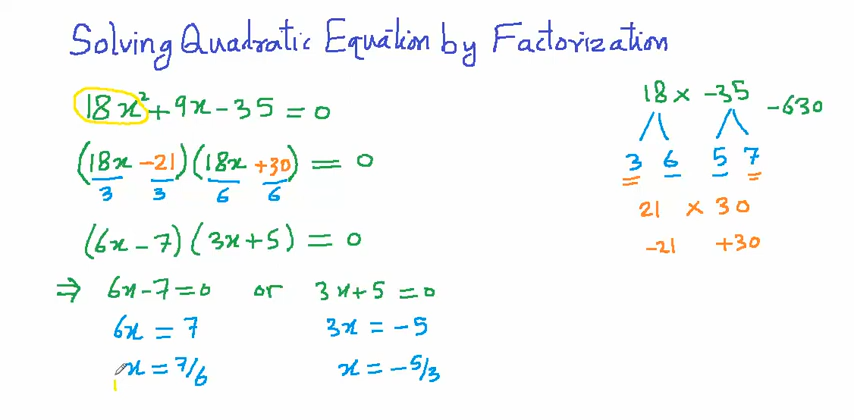 Solving Quadratic Equation by Factorization
18x² + 9x - 35 = 0
(18x/3 - 21/3)(18x/6 + 30/6) = 0
(6x - 7)(3x + 5) = 0
⇒ 6x - 7 = 0 or 3x + 5 = 0
6x = 7 3x = -5
x = 7/6 x = -5/3
18 x -35 -630
3 6 5 7
21 x 30
-21 +30